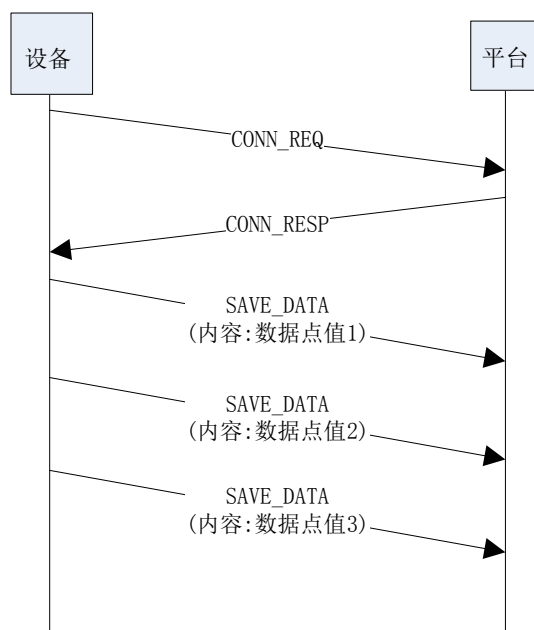 设备
平台
CONN_REQ
CONN_RESP
SAVE_DATA
(内容:数据点值1)
SAVE_DATA
(内容:数据点值2)
SAVE_DATA
(内容:数据点值3)